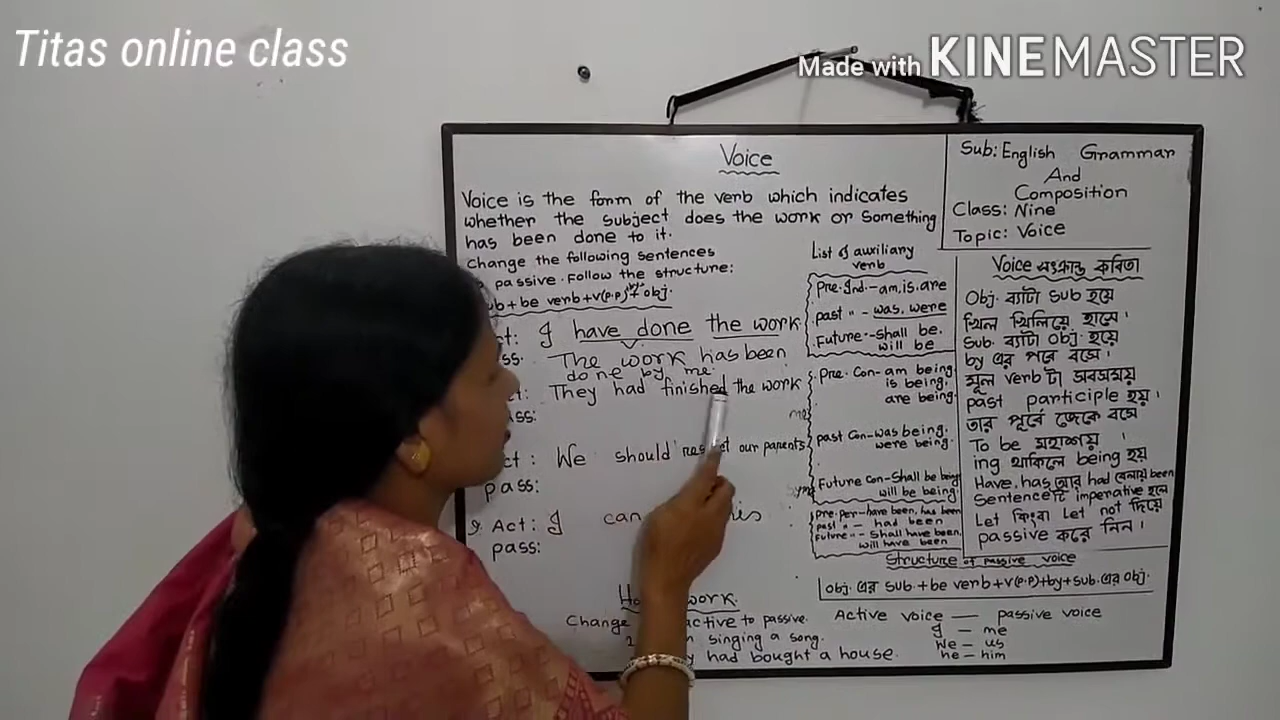 Titas online class
Made with KINEMASTER
Voice
Voice is the form of the verb which indicates
whether the subject does the work or something
has been done to it.
Change the following sentences
passive. Follow the structure:
+ be verb + v(p.p) + by + obj.
I have done the work
The work has been
done by me.
They had finished the work
We should our parents
pass:
Act: I can
pass:
work.
Change active to passive.
singing a song.
had bought a house.
List of auxiliary
verb
Pre. Ind. - am, is, are
past " - was, were
Future - shall be,
will be
Pre. Con - am being
is being,
are being
past Con - was being,
were being.
Future Con - Shall be being
will be being.
pre. per - have been, has been
past " - had been
Future " - Shall have been,
will have been
Sub: English Grammar
And
Composition
Class: Nine
Topic: Voice
Voice সংক্রান্ত কবিতা
Obj. ব্যাটা Sub হয়ে
খিল খিলিয়ে হাসে।
Sub. ব্যাটা Obj. হয়ে
by এর পরে বসে।
মূল verb টা সবসময়
past participle হয়।
তার পূর্বে জেঁকে বসে
To be মহাশয়।
ing থাকিলে being হয়
Have, has আর had বেলায় been
Sentence টি imperative হলে
Let কিংবা Let not দিয়ে
passive করে নিন।
Structure of passive voice
obj. এর sub + be verb + v(p.p) + by + sub. এর obj.
Active voice — passive voice
I — me
We — us
he — him